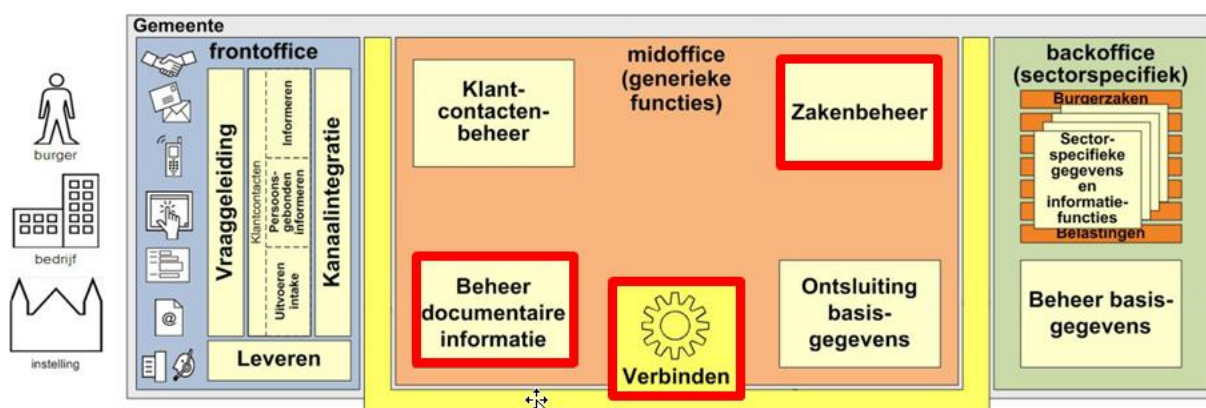 Gemeente
burger
bedrijf
instelling
frontoffice
@
Vraaggeleiding
Klantcontacten
Informeren
Persoons-
gebonden
informeren
Uitvoeren
intake
Kanaalintegratie
Leveren
midoffice
(generieke
functies)
Klant-
contacten-
beheer
Zakenbeheer
Beheer
documentaire
informatie
Verbinden
Ontsluiting
basis-
gegevens
backoffice
(sectorspecifiek)
Burgerzaken
Sector-
specifieke
gegevens
en
informatie-
functies
Belastingen
Beheer basis-
gegevens